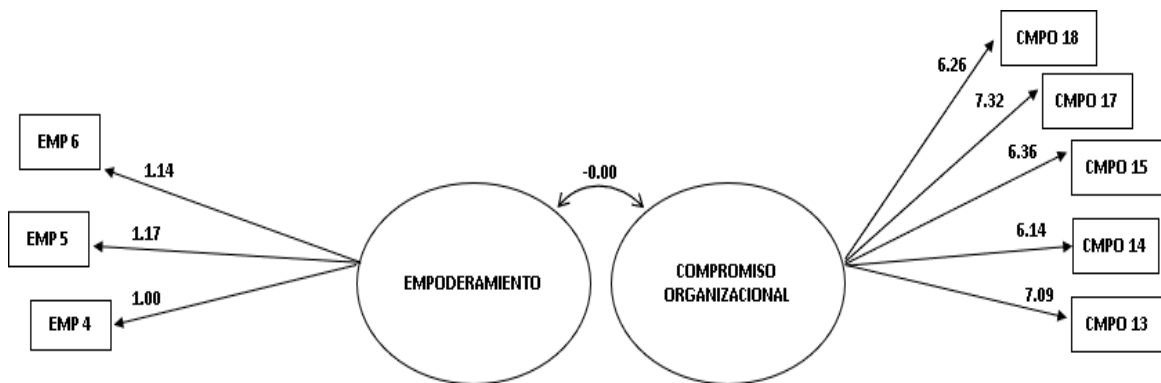 CMPO 18
6.26
CMPO 17
7.32
EMP 6
1.14
6.36
CMPO 15
-0.00
EMP 5
1.17
6.14
CMPO 14
EMPODERAMIENTO
COMPROMISO
ORGANIZACIONAL
1.00
EMP 4
7.09
CMPO 13